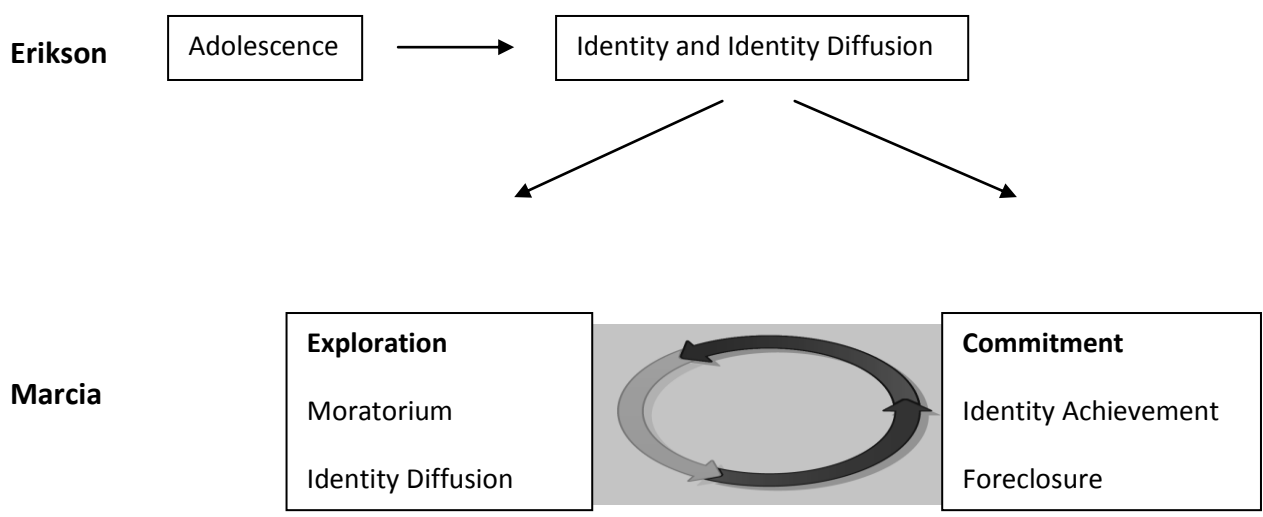 Erikson
Adolescence
Identity and Identity Diffusion
Marcia
Exploration
Moratorium
Identity Diffusion
Commitment
Identity Achievement
Foreclosure